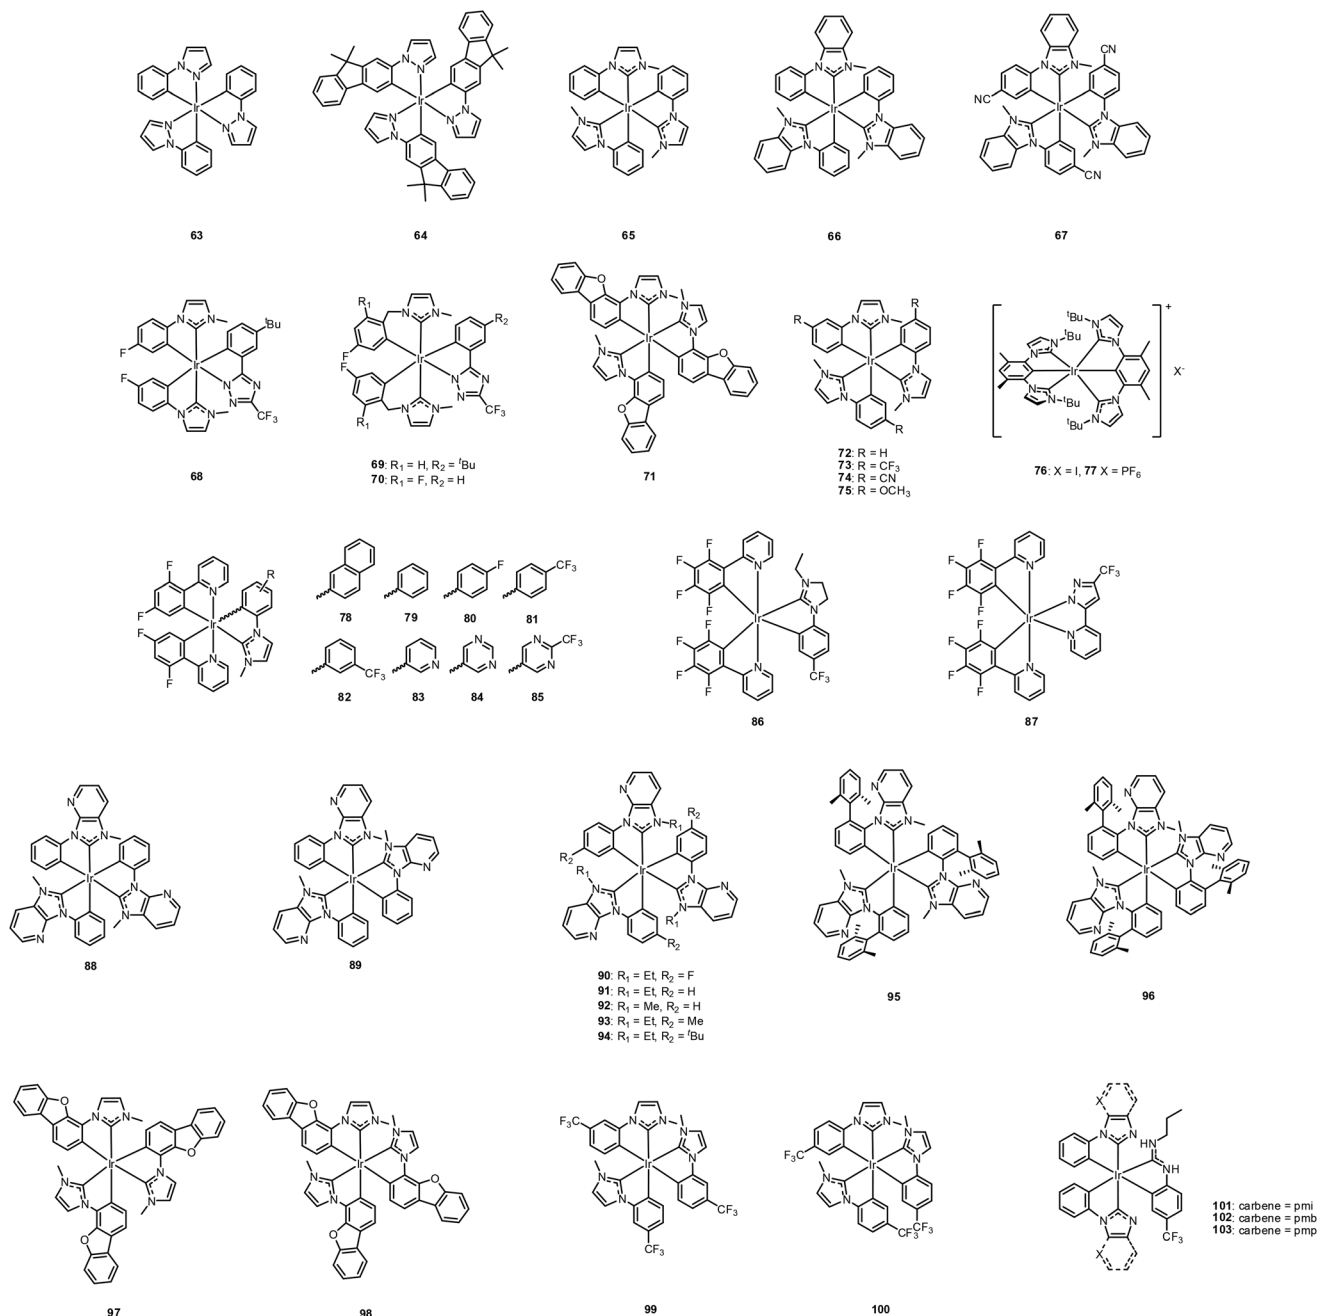 63
64
65
66
67
68
69: R1 = H, R2 = tBu
70: R1 = F, R2 = H
71
72: R = H
73: R = CF3
74: R = CN
75: R = OCH3
76: X = I, 77 X = PF6
78
79
80
81
82
83
84
85
86
87
88
89
90: R1 = Et, R2 = F
91: R1 = Et, R2 = H
92: R1 = Me, R2 = H
93: R1 = Et, R2 = Me
94: R1 = Et, R2 = tBu
95
96
97
98
99
100
101: carbene = pmi
102: carbene = pmb
103: carbene = pmp